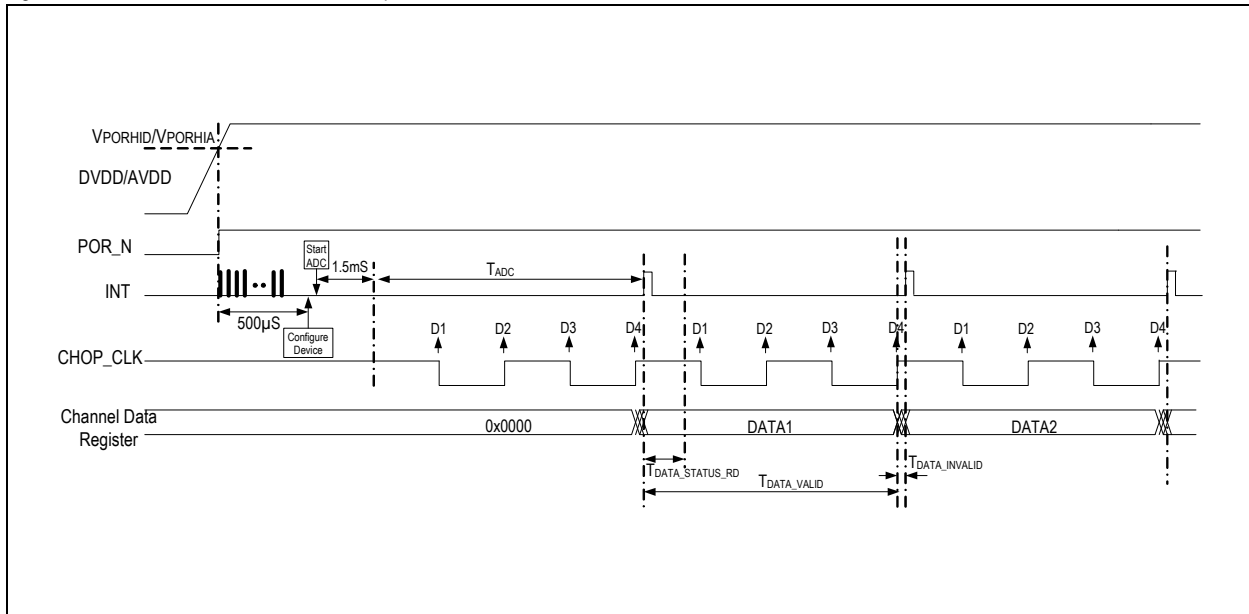 VPORHID/VPORHIA
DVDD/AVDD
POR_N
Start
ADC
1.5mS
TADC
INT
500µS
Configure
Device
D1 D2 D3 D4 D1 D2 D3 D4 D1 D2 D3 D4
CHOP_CLK
Channel Data
Register
0x0000 DATA1 DATA2
TDATA_STATUS_RD
TDATA_VALID
TDATA_INVALID